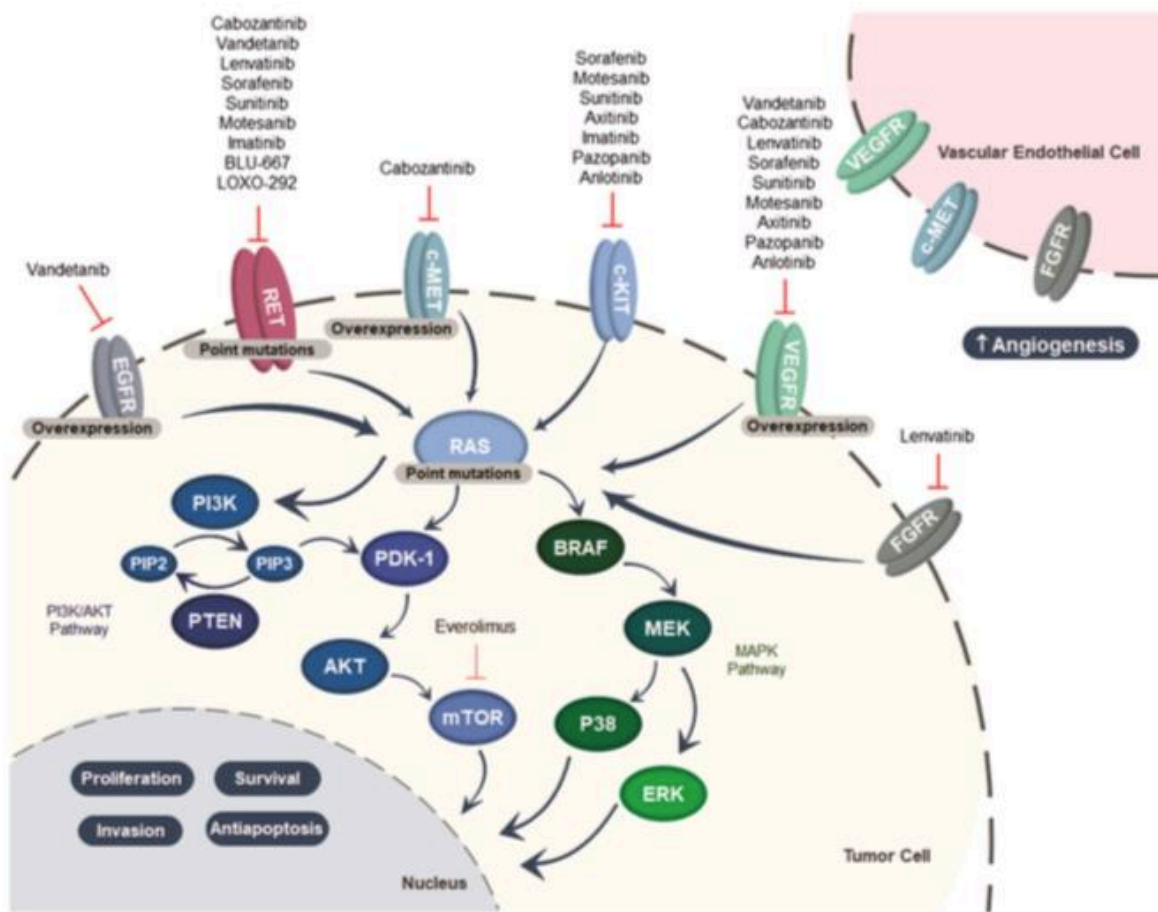 Cabozantinib
Vandetanib
Lenvatinib
Sorafenib
Sunitinib
Motesanib
Imatinib
BLU-667
LOXO-292
Cabozantinib
Sorafenib
Motesanib
Sunitinib
Axitinib
Imatinib
Pazopanib
Anlotinib
Vandetanib
Cabozantinib
Lenvatinib
Sorafenib
Sunitinib
Motesanib
Axitinib
Pazopanib
Anlotinib
VEGFR
Vascular Endothelial Cell
c-MET
FGFR
↑ Angiogenesis
Vandetanib
EGFR
Overexpression
RET
Point mutations
c-MET
Overexpression
c-KIT
VEGFR
Overexpression
Lenvatinib
FGFR
RAS
Point mutations
PI3K
PIP2
PIP3
PDK-1
BRAF
PI3K/AKT
Pathway
PTEN
AKT
Everolimus
mTOR
MEK
MAPK
Pathway
P38
ERK
Proliferation
Survival
Invasion
Antiapoptosis
Nucleus
Tumor Cell